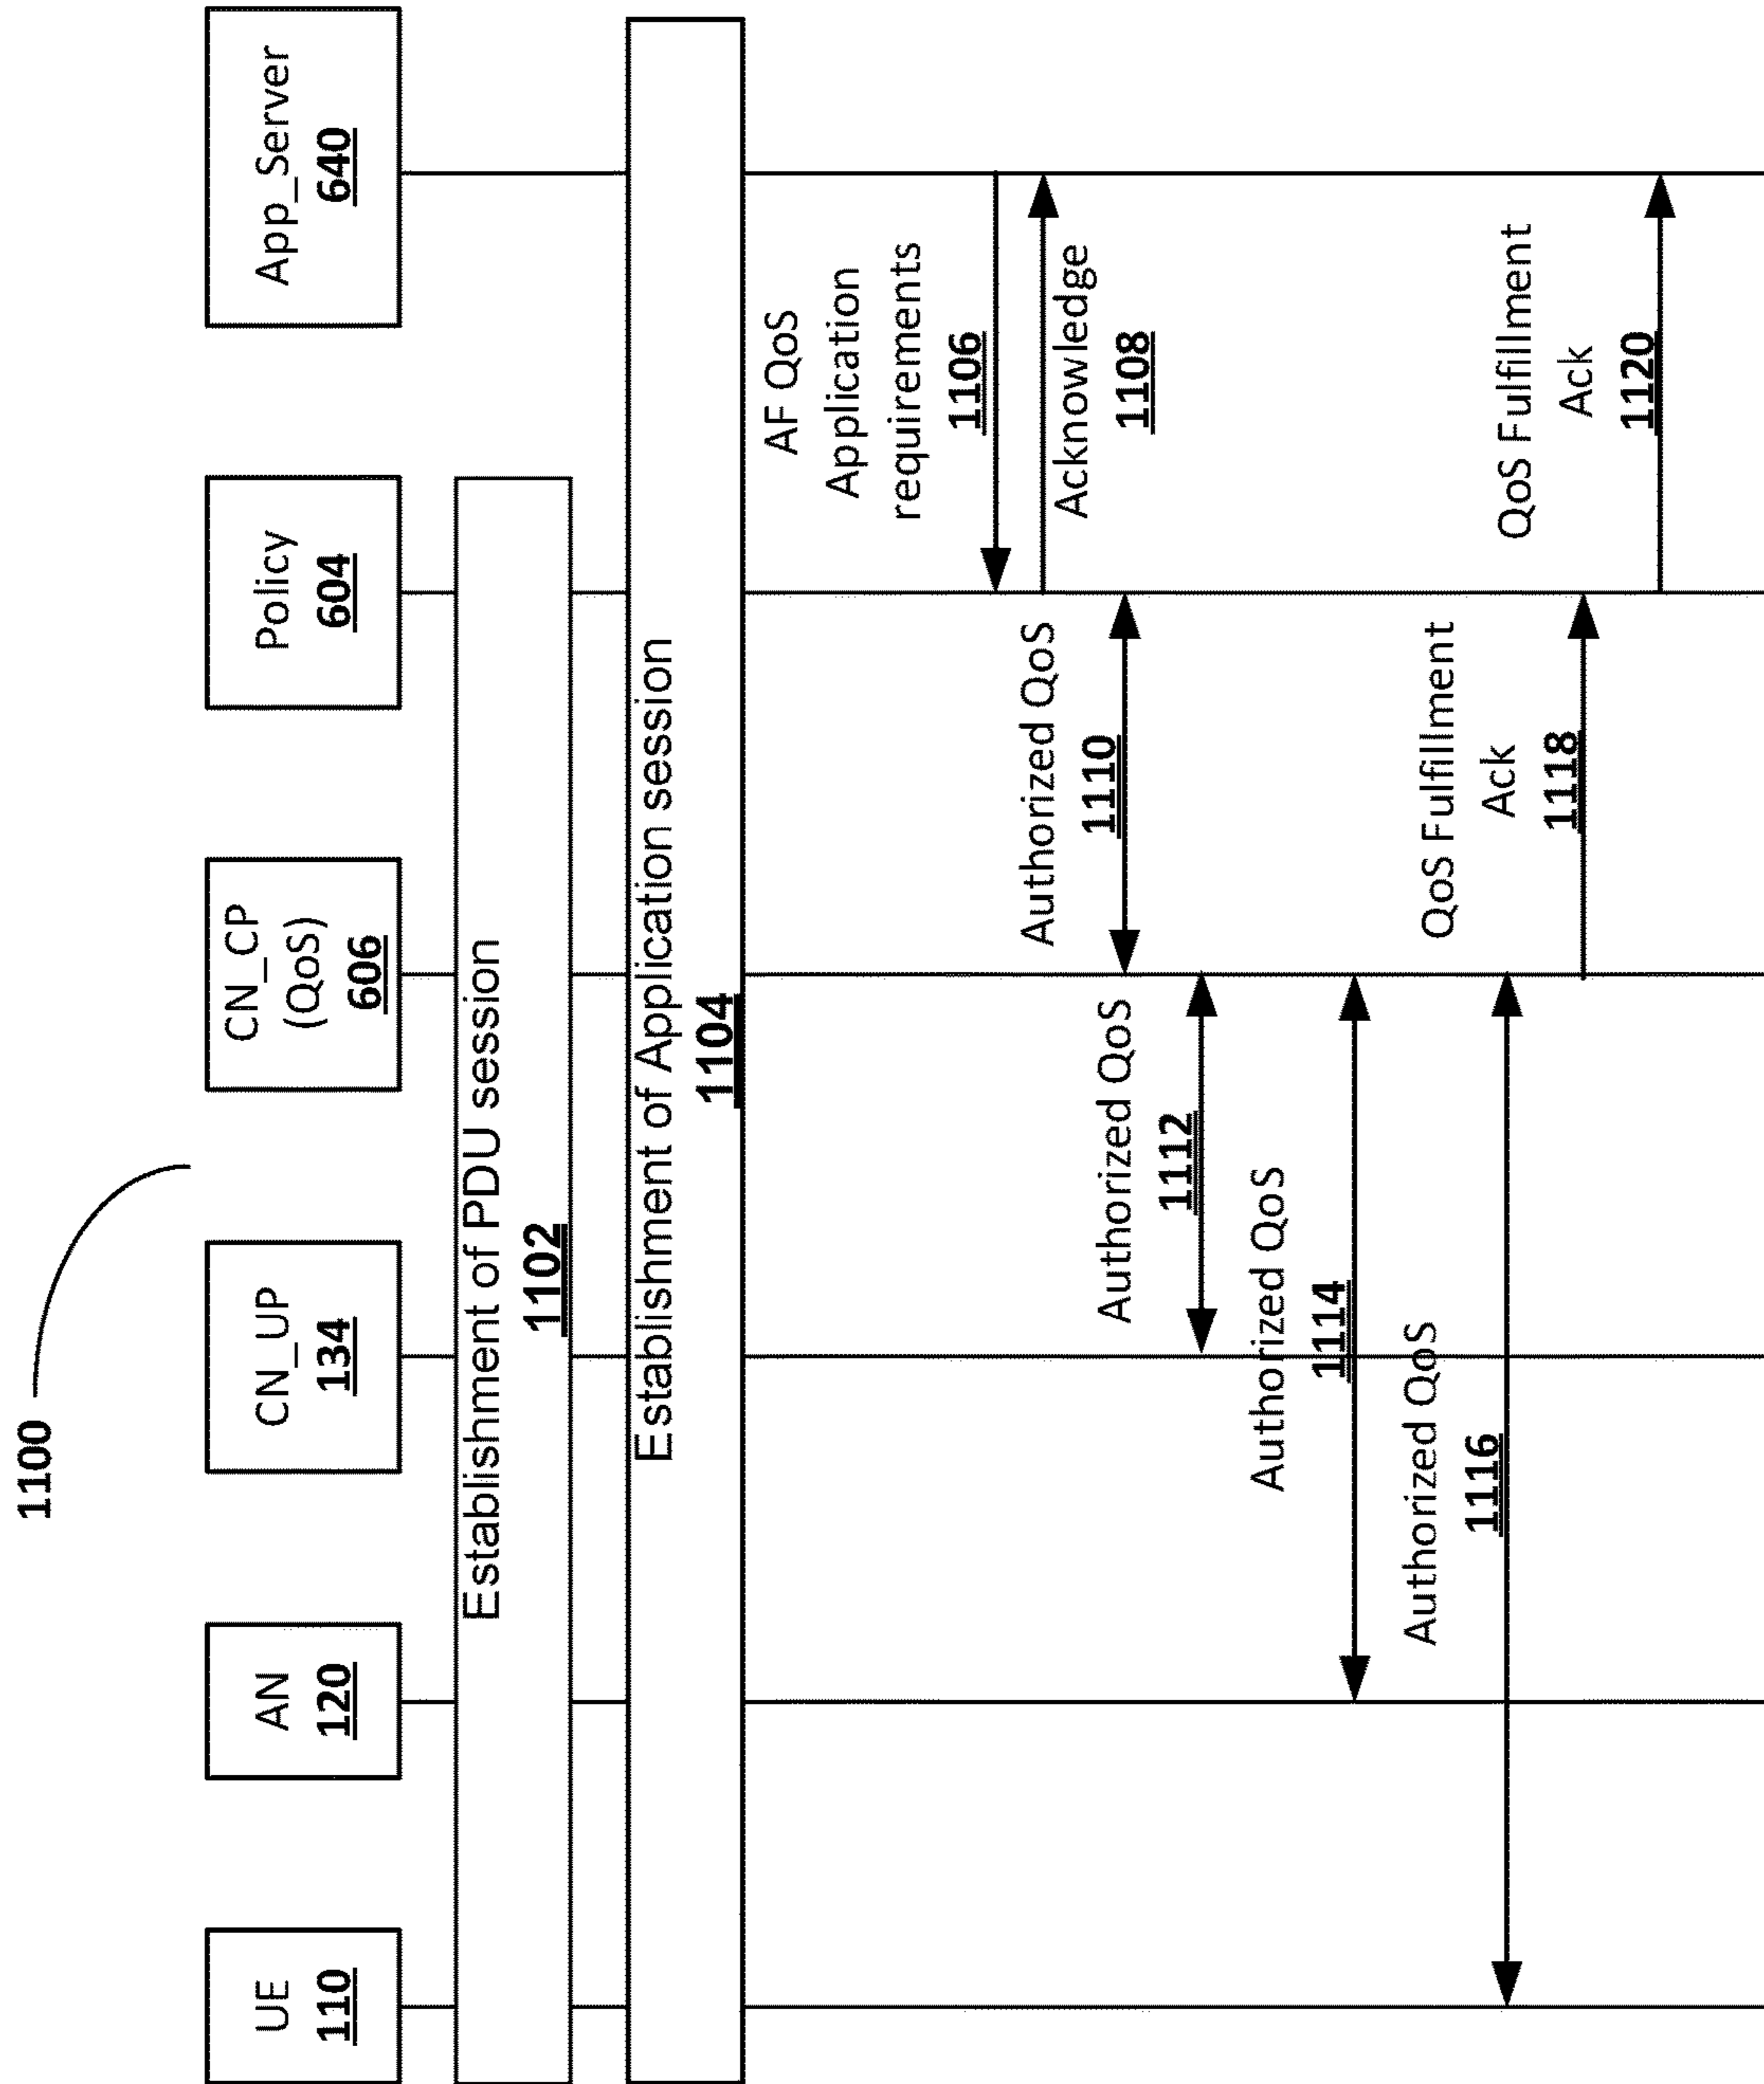 1100
UE
110
AN
120
CN_UP
134
CN_CP
(QoS)
606
Policy
604
App_Server
640
Establishment of PDU session
1102
Establishment of Application session
1104
AF QoS
Application
requirements
1106
Acknowledge
1108
Authorized QoS
1110
Authorized QoS
1112
Authorized QoS
1114
Authorized QoS
1116
QoS Fulfillment
Ack
1118
QoS Fulfillment
Ack
1120